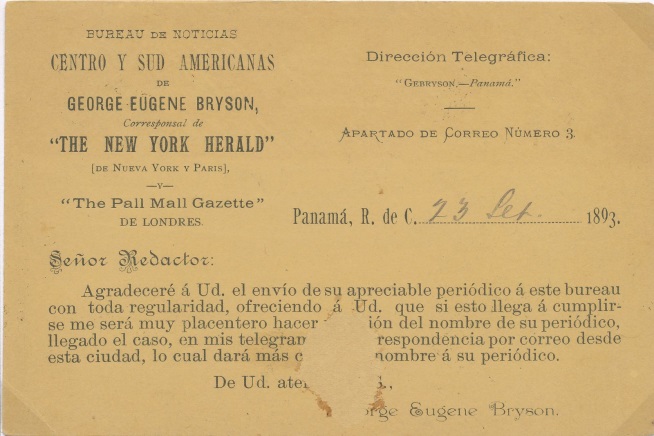 BUREAU DE NOTICIAS
CENTRO Y SUD AMERICANAS
DE
GEORGE EUGENE BRYSON,
Corresponsal de
"THE NEW YORK HERALD"
[DE NUEVA YORK Y PARIS],
—Y—
"The Pall Mall Gazette"
DE LONDRES.
Dirección Telegráfica:
"GEBRYSON,—Panamá."
APARTADO DE CORREO NÚMERO 3.
Panamá, R. de C. 23 Set. 1893.
Señor Redactor:
Agradeceré á Ud. el envío de su apreciable periódico á este bureau
con toda regularidad, ofreciendo á Ud. que si esto llega á cumplir-
se me será muy placentero hacer ión del nombre de su periódico,
llegado el caso, en mis telegram respondencia por correo desde
esta ciudad, lo cual dará más c nombre á su periódico.
De Ud. ate
rge Eugene Bryson.